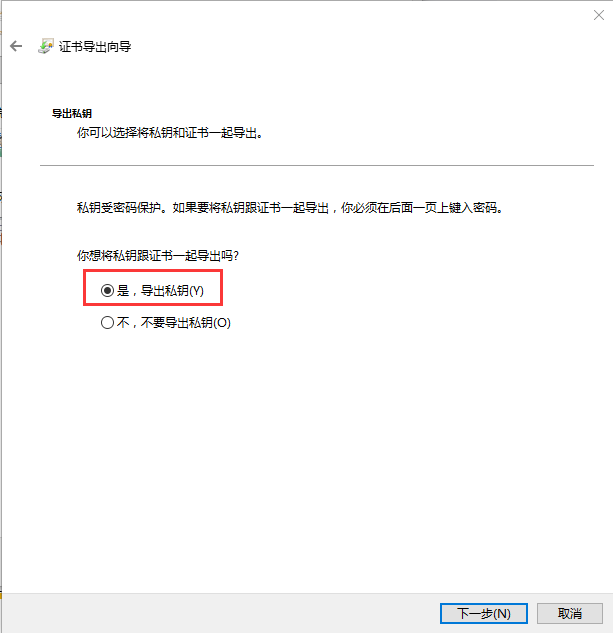 证书导出向导
导出私钥
你可以选择将私钥和证书一起导出。
私钥受密码保护。如果要将私钥跟证书一起导出，你必须在后面一页上键入密码。
你想将私钥跟证书一起导出吗?
是，导出私钥(Y)
不，不要导出私钥(O)
下一步(N)
取消